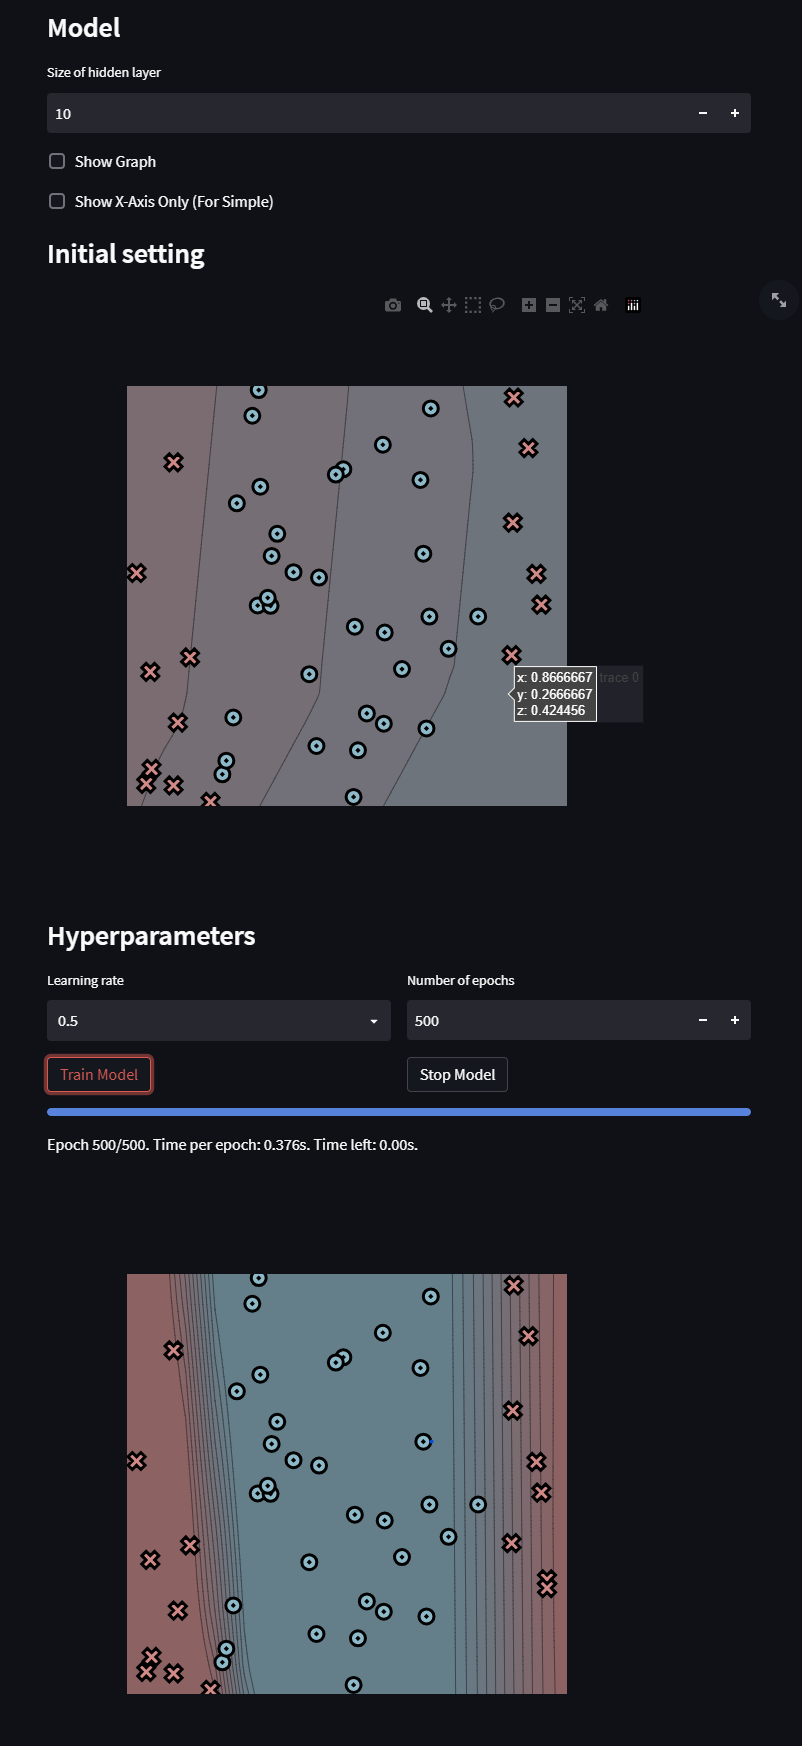 Model
Size of hidden layer
10
Show Graph
Show X-Axis Only (For Simple)
Initial setting
x: 0.8666667
trace 0
y: 0.2666667
z: 0.424456
Hyperparameters
Learning rate
Number of epochs
0.5
500
Train Model
Stop Model
Epoch 500/500. Time per epoch: 0.376s. Time left: 0.00s.